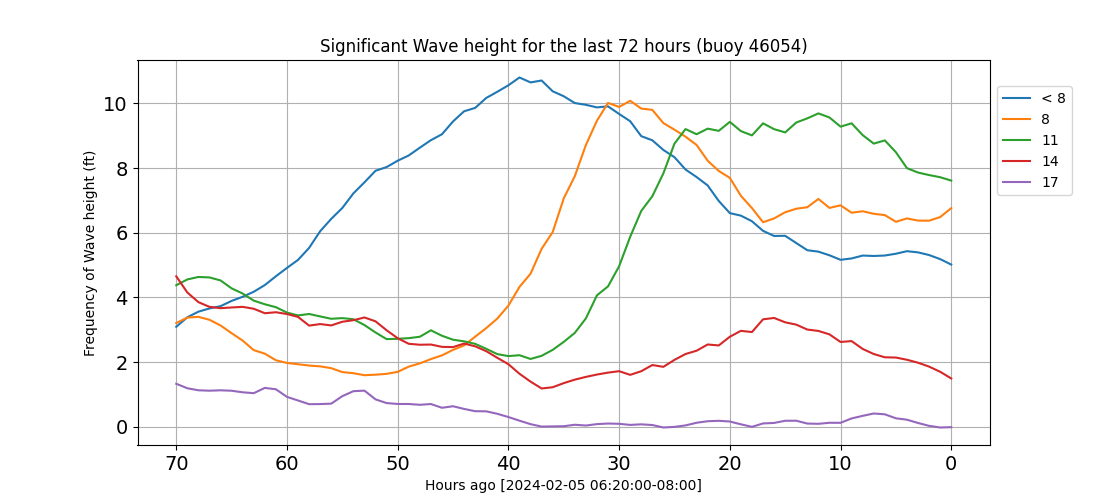 Significant Wave height for the last 72 hours (buoy 46054)
10
8
6
4
2
0
Frequency of Wave height (ft)
70 60 50 40 30 20 10 0
Hours ago [2024-02-05 06:20:00-08:00]
< 8
8
11
14
17